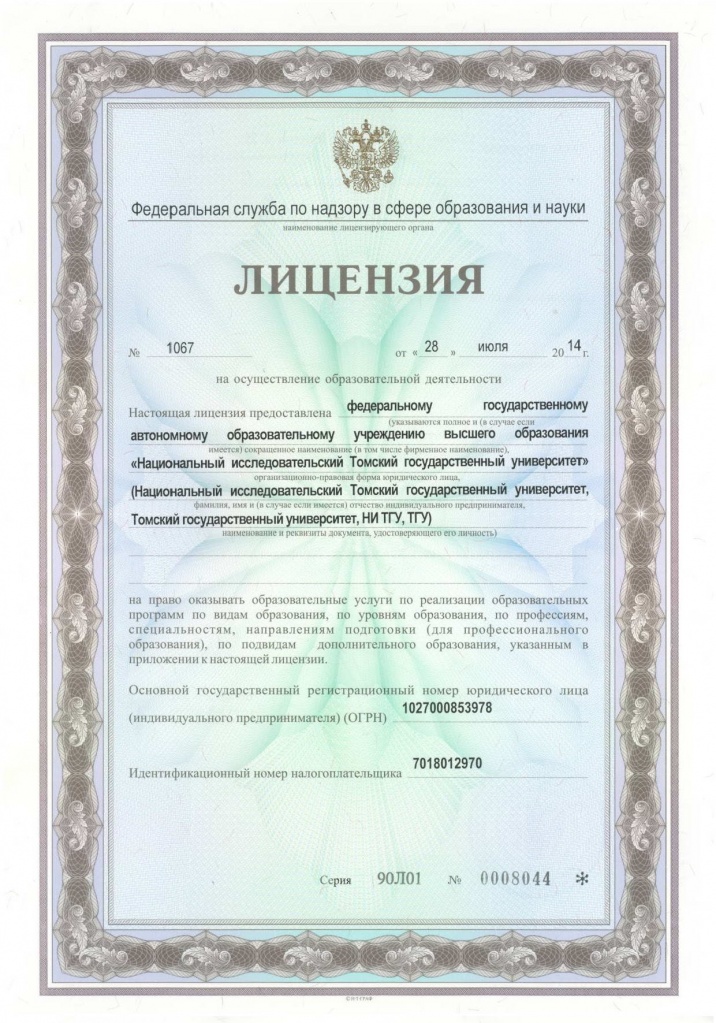 Федеральная служба по надзору в сфере образования и науки
наименование лицензирующего органа
ЛИЦЕНЗИЯ
№ 1067 от « 28 » июля 20 14 г.
на осуществление образовательной деятельности
Настоящая лицензия предоставлена федеральному государственному
(указываются полное и (в случае если
автономному образовательному учреждению высшего образования
имеется) сокращенное наименование (в том числе фирменное наименование),
«Национальный исследовательский Томский государственный университет»
организационно-правовая форма юридического лица,
(Национальный исследовательский Томский государственный университет,
фамилия, имя и (в случае если имеется) отчество индивидуального предпринимателя,
Томский государственный университет, НИ ТГУ, ТГУ)
наименование и реквизиты документа, удостоверяющего его личность)
на право оказывать образовательные услуги по реализации образовательных
программ по видам образования, по уровням образования, по профессиям,
специальностям, направлениям подготовки (для профессионального
образования), по подвидам дополнительного образования, указанным в
приложении к настоящей лицензии.
Основной государственный регистрационный номер юридического лица
(индивидуального предпринимателя) (ОГРН) 1027000853978
Идентификационный номер налогоплательщика 7018012970
Серия 90Л01 № 0008044 *